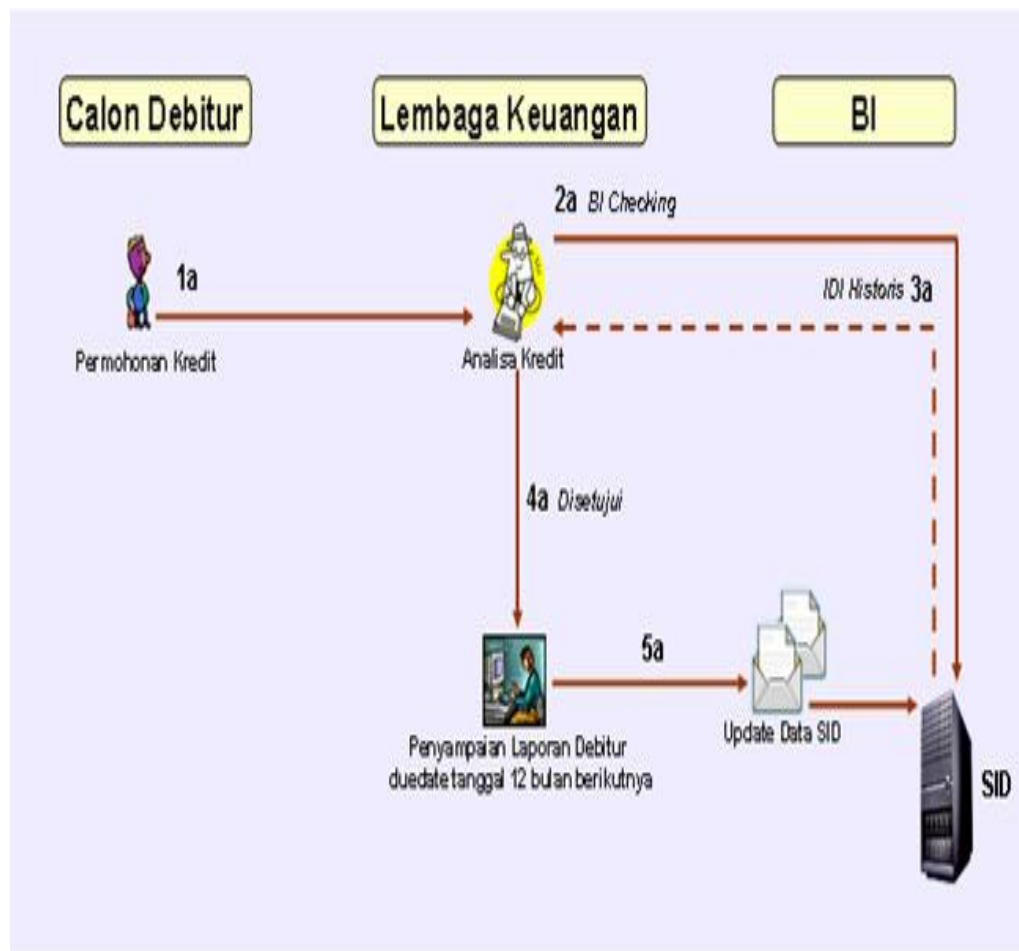 Calon Debitur
Lembaga Keuangan
BI
2a BI Checking
1a
IDI Historis 3a
Permohonan Kredit
Analisa Kredit
4a Disetujui
5a
Penyampaian Laporan Debitur
duedate tanggal 12 bulan berikutnya
Update Data SID
SID